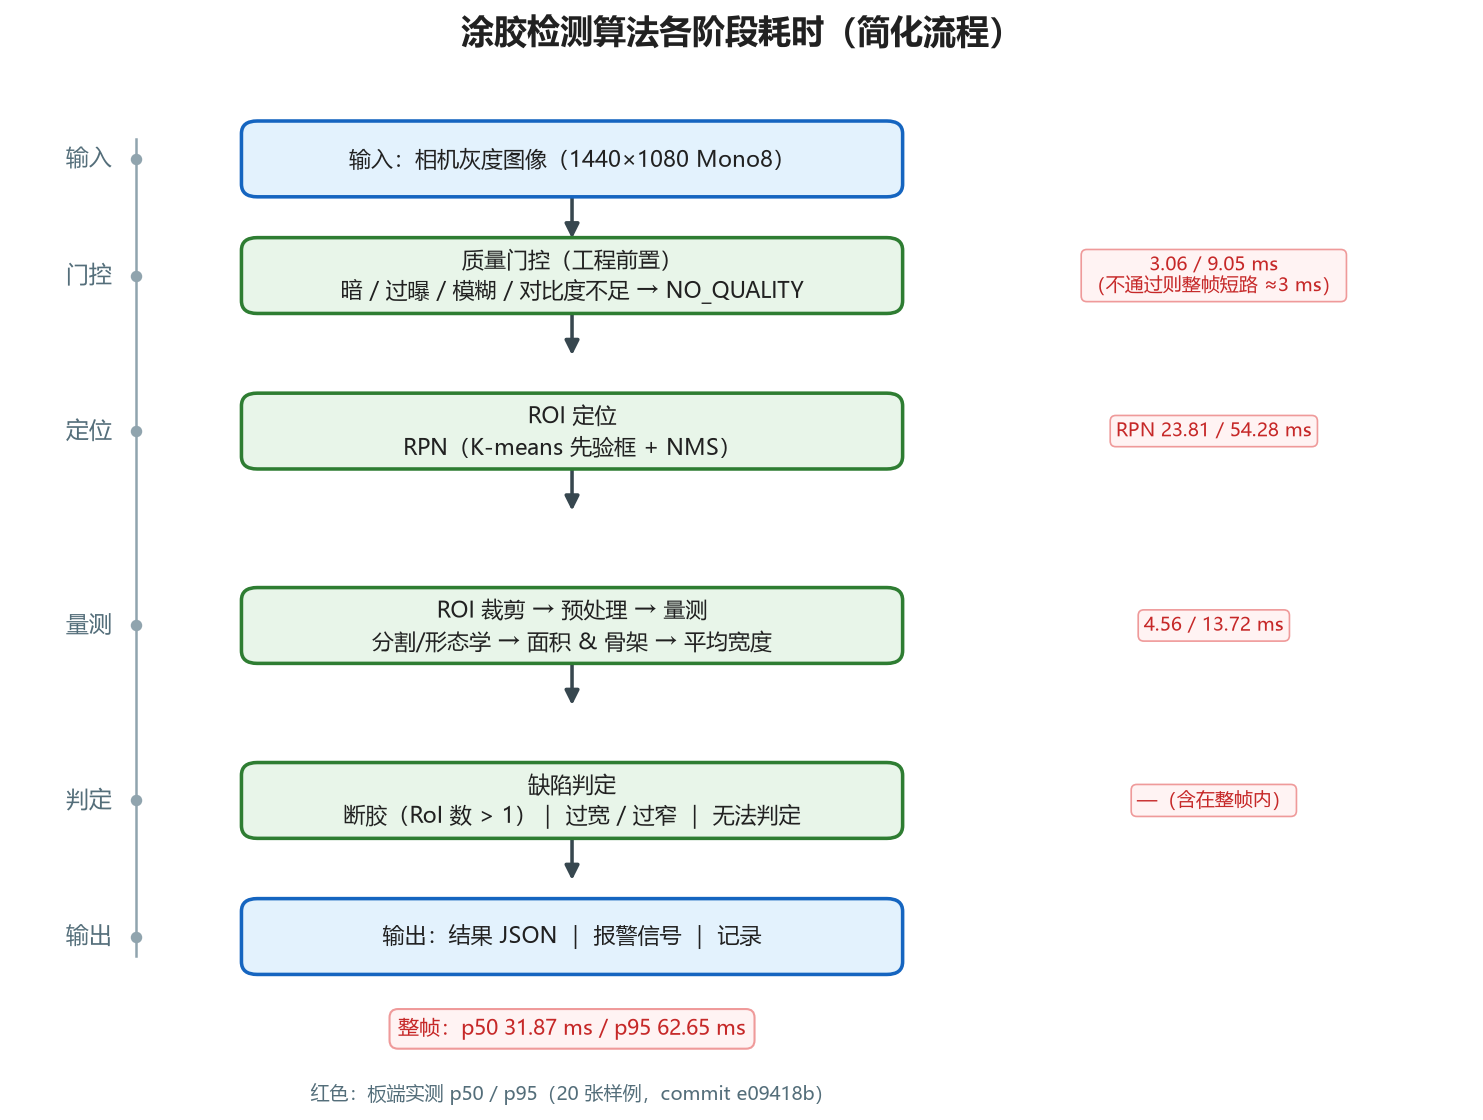 涂胶检测算法各阶段耗时（简化流程）
输入
输入：相机灰度图像（1440×1080 Mono8）
门控
质量门控（工程前置）
暗 / 过曝 / 模糊 / 对比度不足 → NO_QUALITY
3.06 / 9.05 ms
（不通过则整帧短路 ≈3 ms）
定位
ROI 定位
RPN（K-means 先验框 + NMS）
RPN 23.81 / 54.28 ms
量测
ROI 裁剪 → 预处理 → 量测
分割/形态学 → 面积 & 骨架 → 平均宽度
4.56 / 13.72 ms
判定
缺陷判定
断胶（RoI 数 > 1）｜ 过宽 / 过窄 ｜ 无法判定
—（含在整帧内）
输出
输出：结果 JSON ｜ 报警信号 ｜ 记录
整帧：p50 31.87 ms / p95 62.65 ms
红色：板端实测 p50 / p95（20 张样例，commit e09418b）